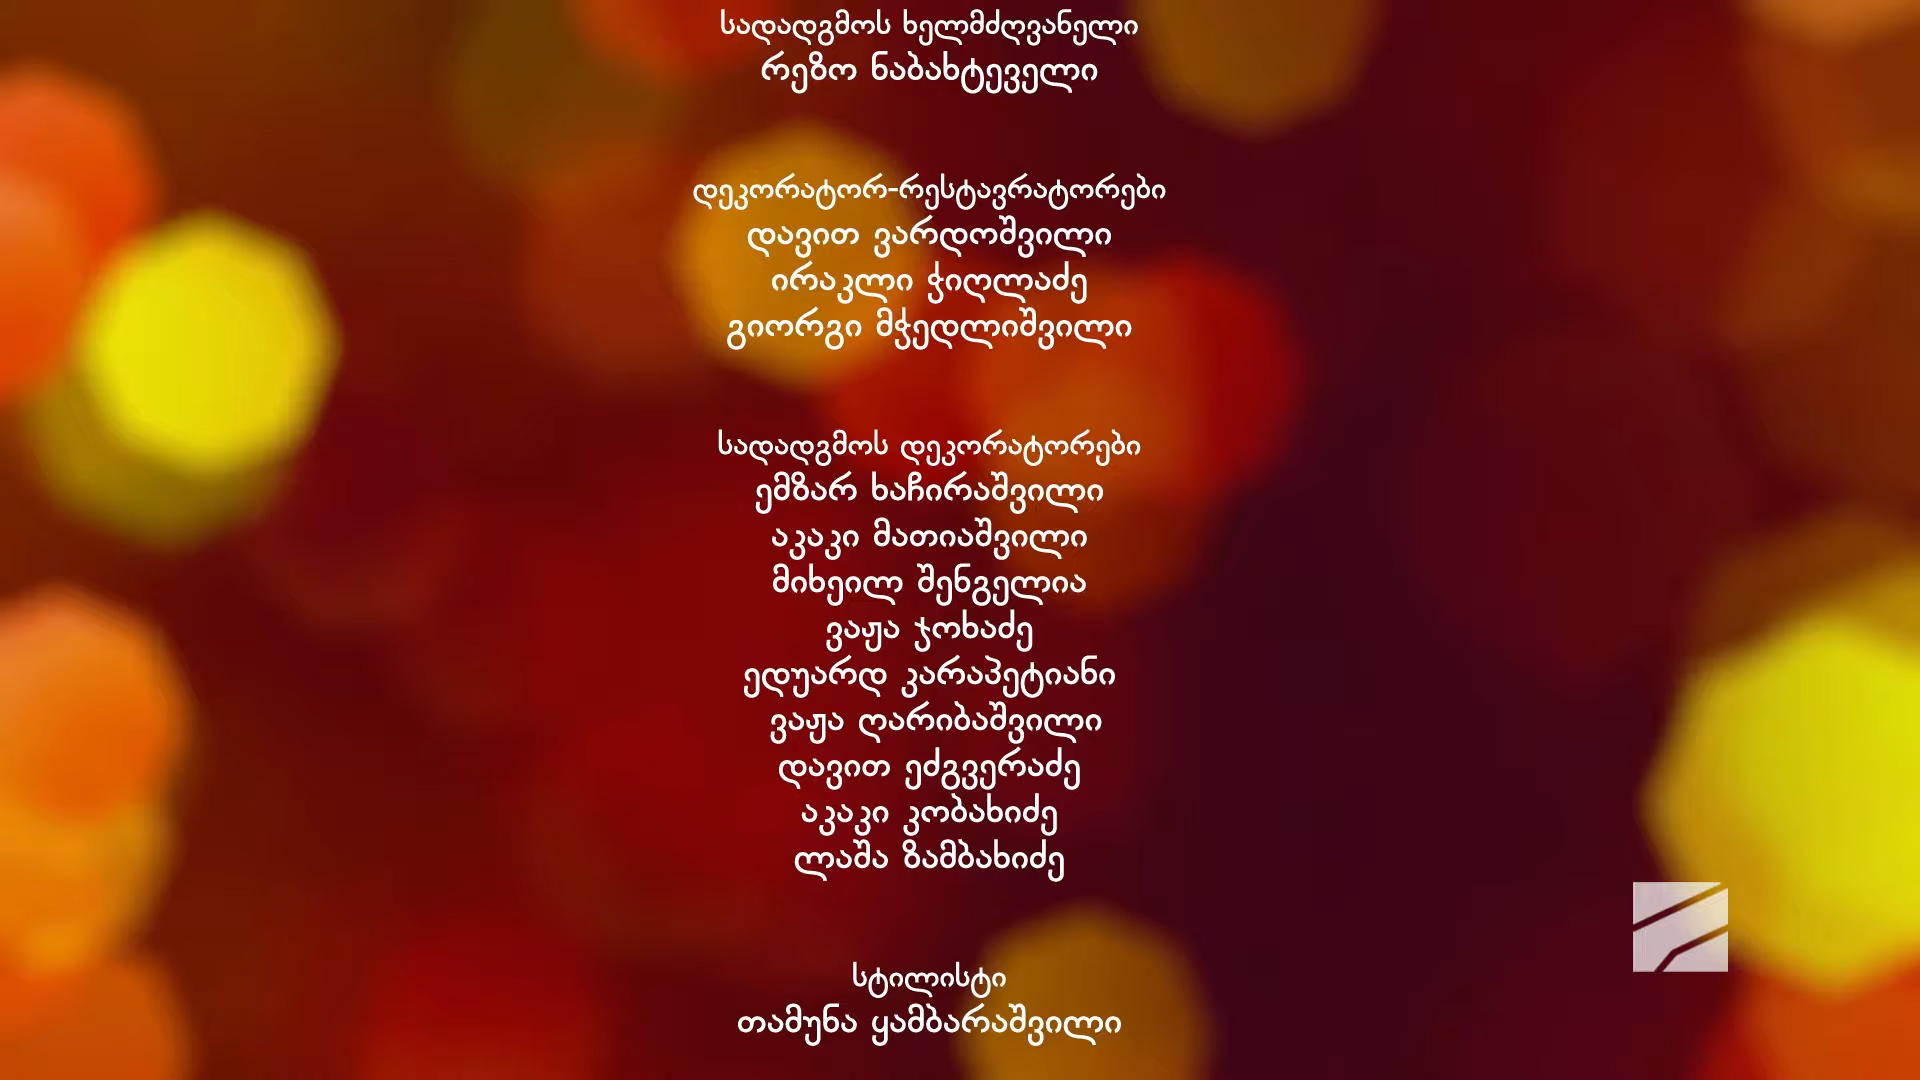 სადადგმოს ხელმძღვანელი
რეზო ნაბახტეველი
დეკორატორ-რესტავრატორები
დავით ვარდოშვილი
ირაკლი ჭიღლაძე
გიორგი მჭედლიშვილი
სადადგმოს დეკორატორები
ემზარ ხაჩირაშვილი
აკაკი მათიაშვილი
მიხეილ შენგელია
ვაჟა ჯოხაძე
ედუარდ კარაპეტიანი
ვაჟა ღარიბაშვილი
დავით ეძგვერაძე
აკაკი კობახიძე
ლაშა ზამბახიძე
სტილისტი
თამუნა ყამბარაშვილი